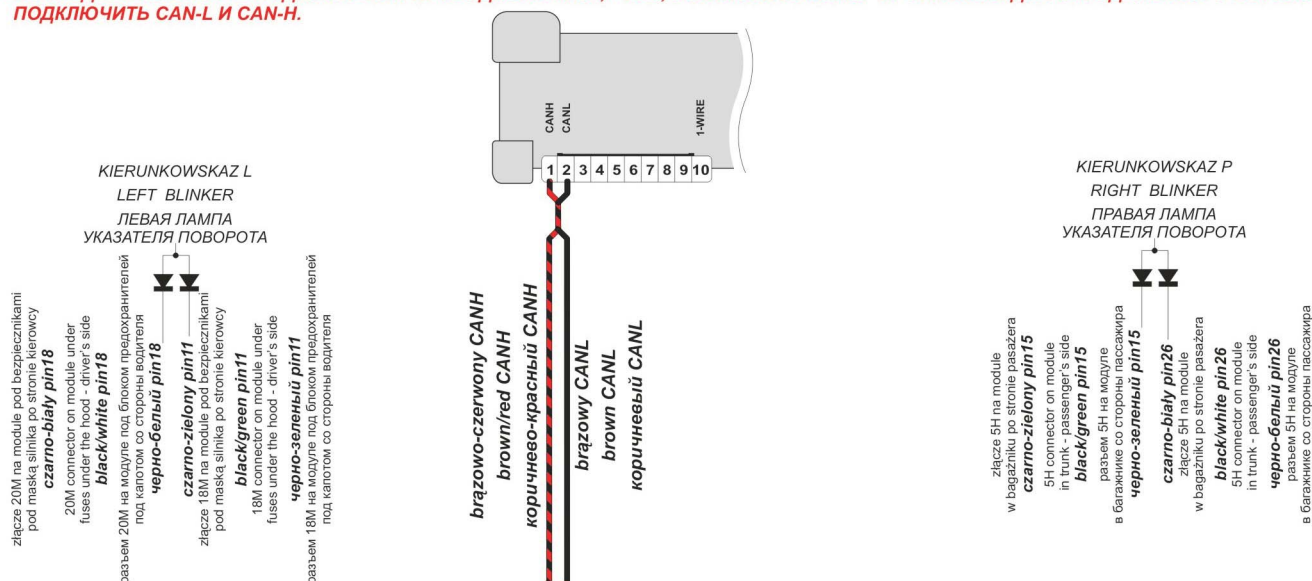 ПОДКЛЮЧИТЬ CAN-L И CAN-H.
CANH
CANL
1-WIRE
1 2 3 4 5 6 7 8 9 10
KIERUNKOWSKAZ L
LEFT BLINKER
ЛЕВАЯ ЛАМПА
УКАЗАТЕЛЯ ПОВОРОТА
złącze 20M na module pod bezpiecznikami
pod maską silnika po stronie kierowcy
czarno-biały pin18
20M connector on module under
fuses under the hood - driver's side
black/white pin18
разъем 20M на модуле под блоком предохранителей
под капотом со стороны водителя
черно-белый pin18
czarno-zielony pin11
złącze 18M na module pod bezpiecznikami
pod maską silnika po stronie kierowcy
black/green pin11
18M connector on module under
fuses under the hood - driver's side
черно-зеленый pin11
разъем 18M на модуле под блоком предохранителей
под капотом со стороны водителя
brązowo-czerwony CANH
brown/red CANH
коричнево-красный CANH
brązowy CANL
brown CANL
коричневый CANL
KIERUNKOWSKAZ P
RIGHT BLINKER
ПРАВАЯ ЛАМПА
УКАЗАТЕЛЯ ПОВОРОТА
złącze 5H na module
w bagażniku po stronie pasażera
czarno-zielony pin15
5H connector on module
in trunk - passenger's side
black/green pin15
разъем 5H на модуле
в багажнике со стороны пассажира
черно-зеленый pin15
czarno-biały pin26
złącze 5H na module
w bagażniku po stronie pasażera
black/white pin26
5H connector on module
in trunk - passenger's side
черно-белый pin26
разъем 5H на модуле
в багажнике со стороны пассажира